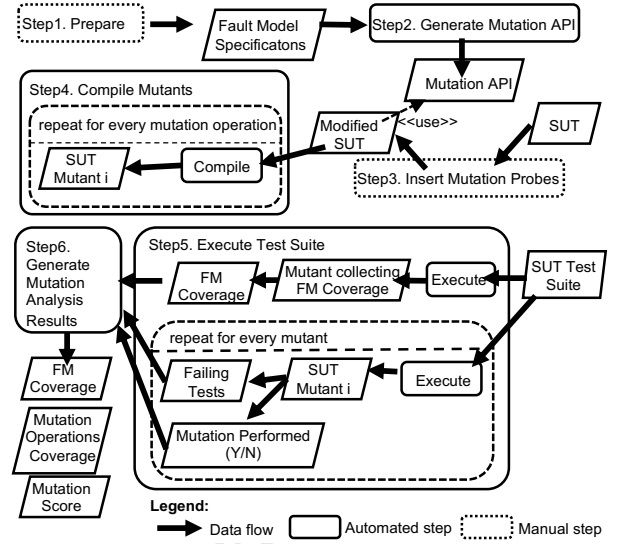 Step1. Prepare
Fault Model
Specificatons
Step2. Generate Mutation API
Mutation API
<<use>>
SUT
Step3. Insert Mutation Probes
Modified
SUT
Step4. Compile Mutants
repeat for every mutation operation
Compile
SUT
Mutant i
Step5. Execute Test Suite
SUT Test
Suite
Execute
Mutant collecting
FM Coverage
FM
Coverage
repeat for every mutant
Execute
SUT
Mutant i
Failing
Tests
Mutation Performed
(Y/N)
Step6.
Generate
Mutation
Analysis
Results
FM
Coverage
Mutation
Operations
Coverage
Mutation
Score
Legend:
Data flow
Automated step
Manual step